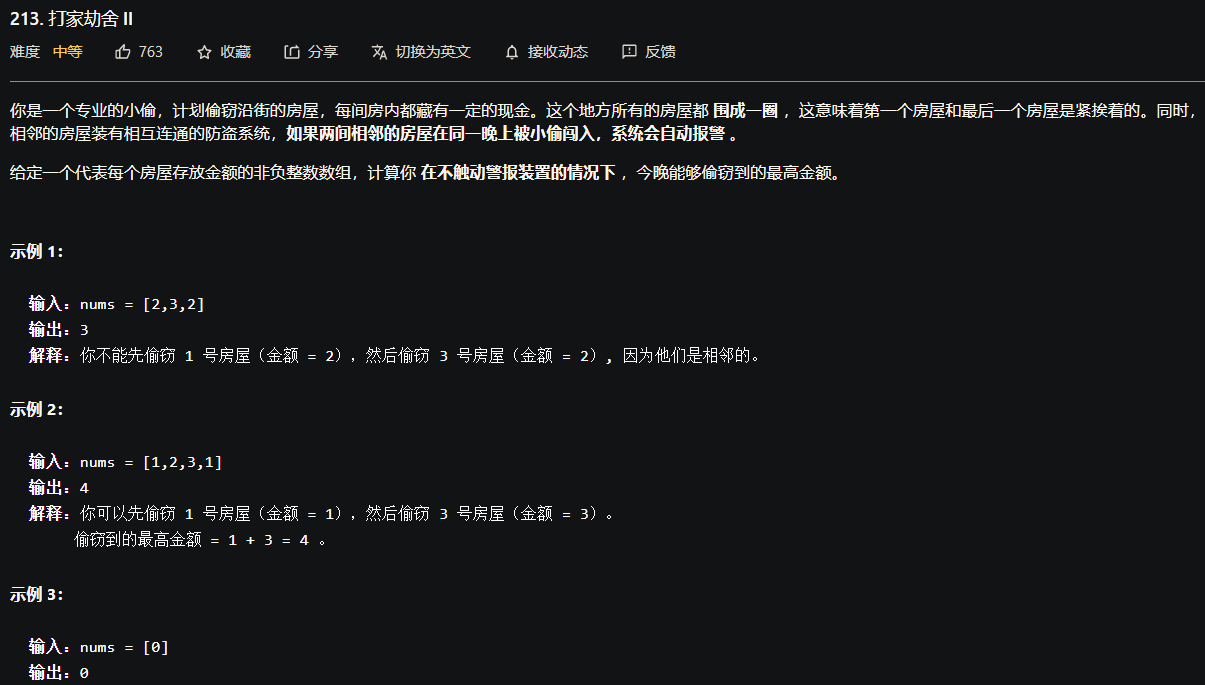 213. 打家劫舍 II
难度 中等 763 收藏 分享 切换为英文 接收动态 反馈
你是一个专业的小偷，计划偷窃沿街的房屋，每间房内都藏有一定的现金。这个地方所有的房屋都 围成一圈 ，这意味着第一个房屋和最后一个房屋是紧挨着的。同时，
相邻的房屋装有相互连通的防盗系统，如果两间相邻的房屋在同一晚上被小偷闯入，系统会自动报警 。
给定一个代表每个房屋存放金额的非负整数数组，计算你 在不触动警报装置的情况下 ，今晚能够偷窃到的最高金额。
示例 1：
输入：nums = [2,3,2]
输出：3
解释：你不能先偷窃 1 号房屋（金额 = 2），然后偷窃 3 号房屋（金额 = 2）, 因为他们是相邻的。
示例 2：
输入：nums = [1,2,3,1]
输出：4
解释：你可以先偷窃 1 号房屋（金额 = 1），然后偷窃 3 号房屋（金额 = 3）。
偷窃到的最高金额 = 1 + 3 = 4 。
示例 3：
输入：nums = [0]
输出：0